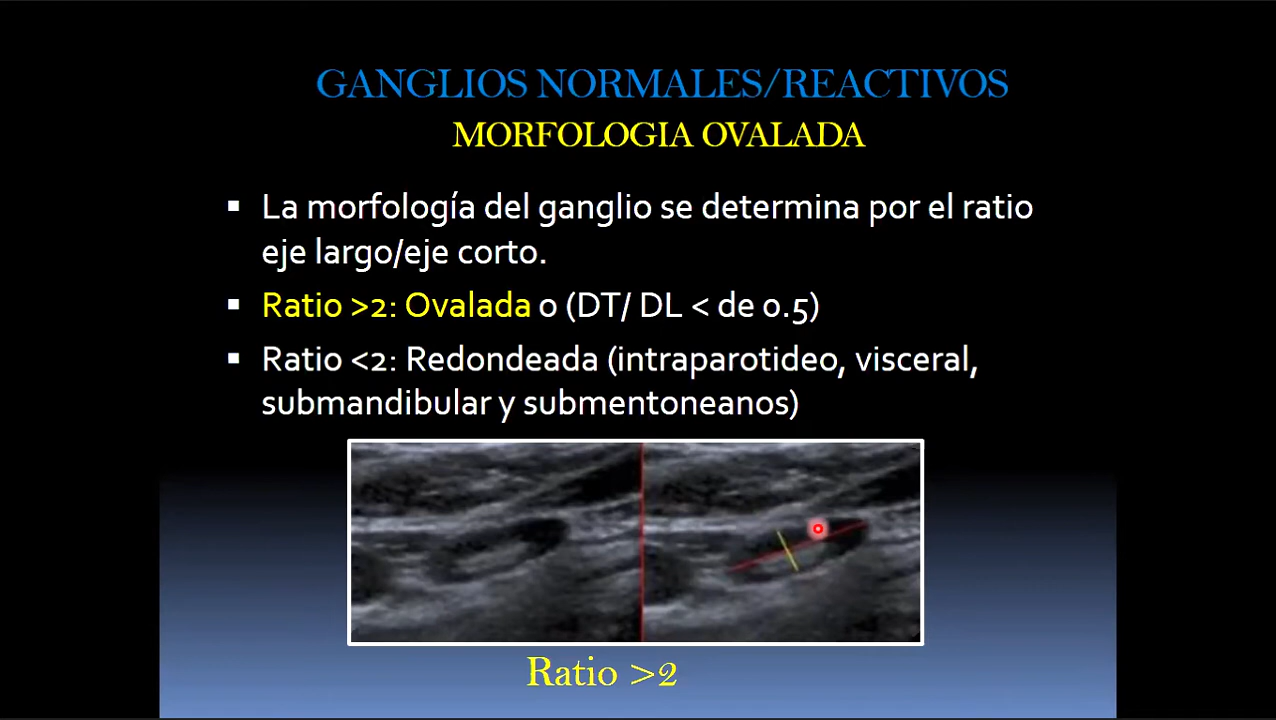 GANGLIOS NORMALES/REACTIVOS
MORFOLOGIA OVALADA
▪ La morfología del ganglio se determina por el ratio
eje largo/eje corto.
▪ Ratio >2: Ovalada o (DT/ DL < de 0.5)
▪ Ratio <2: Redondeada (intraparotideo, visceral,
submandibular y submentoneanos)
Ratio >2